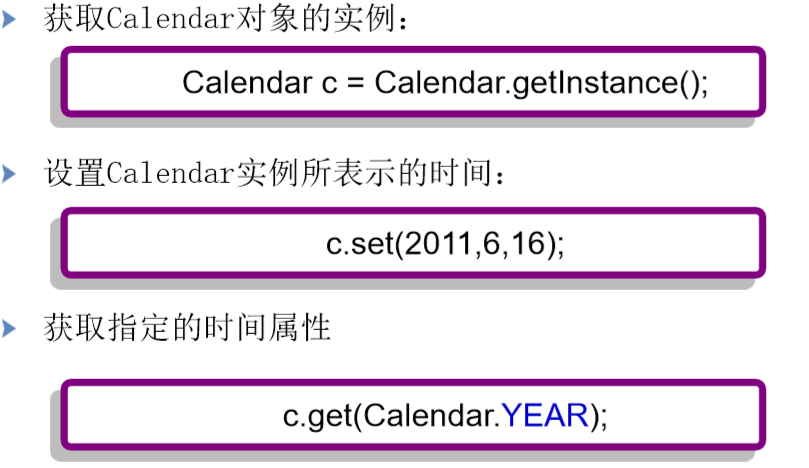 获取Calendar对象的实例：
Calendar c = Calendar.getInstance();
设置Calendar实例所表示的时间：
c.set(2011,6,16);
获取指定的时间属性
c.get(Calendar.YEAR);